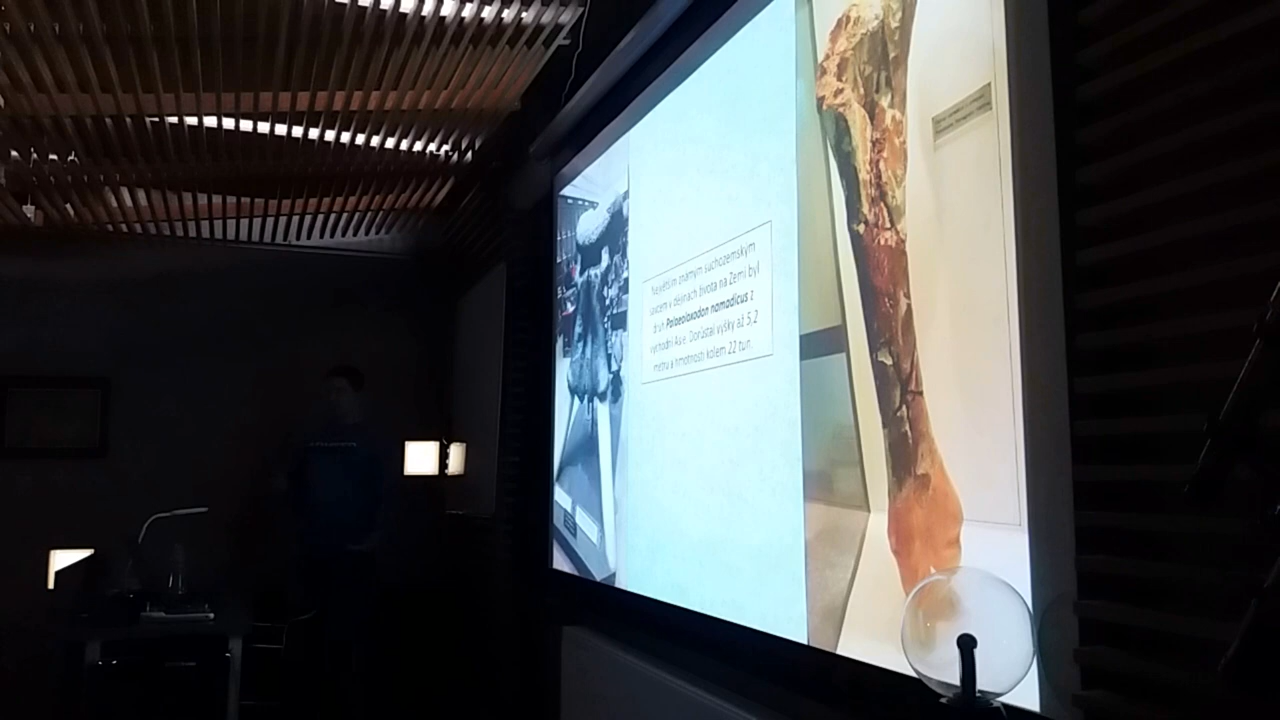 Největším známým suchozemským
savcem v dějinách života na Zemi byl
druh Palaeoloxodon namadicus z
východní Asie. Dorůstal výšky až 5,2
metru a hmotnosti kolem 22 tun.